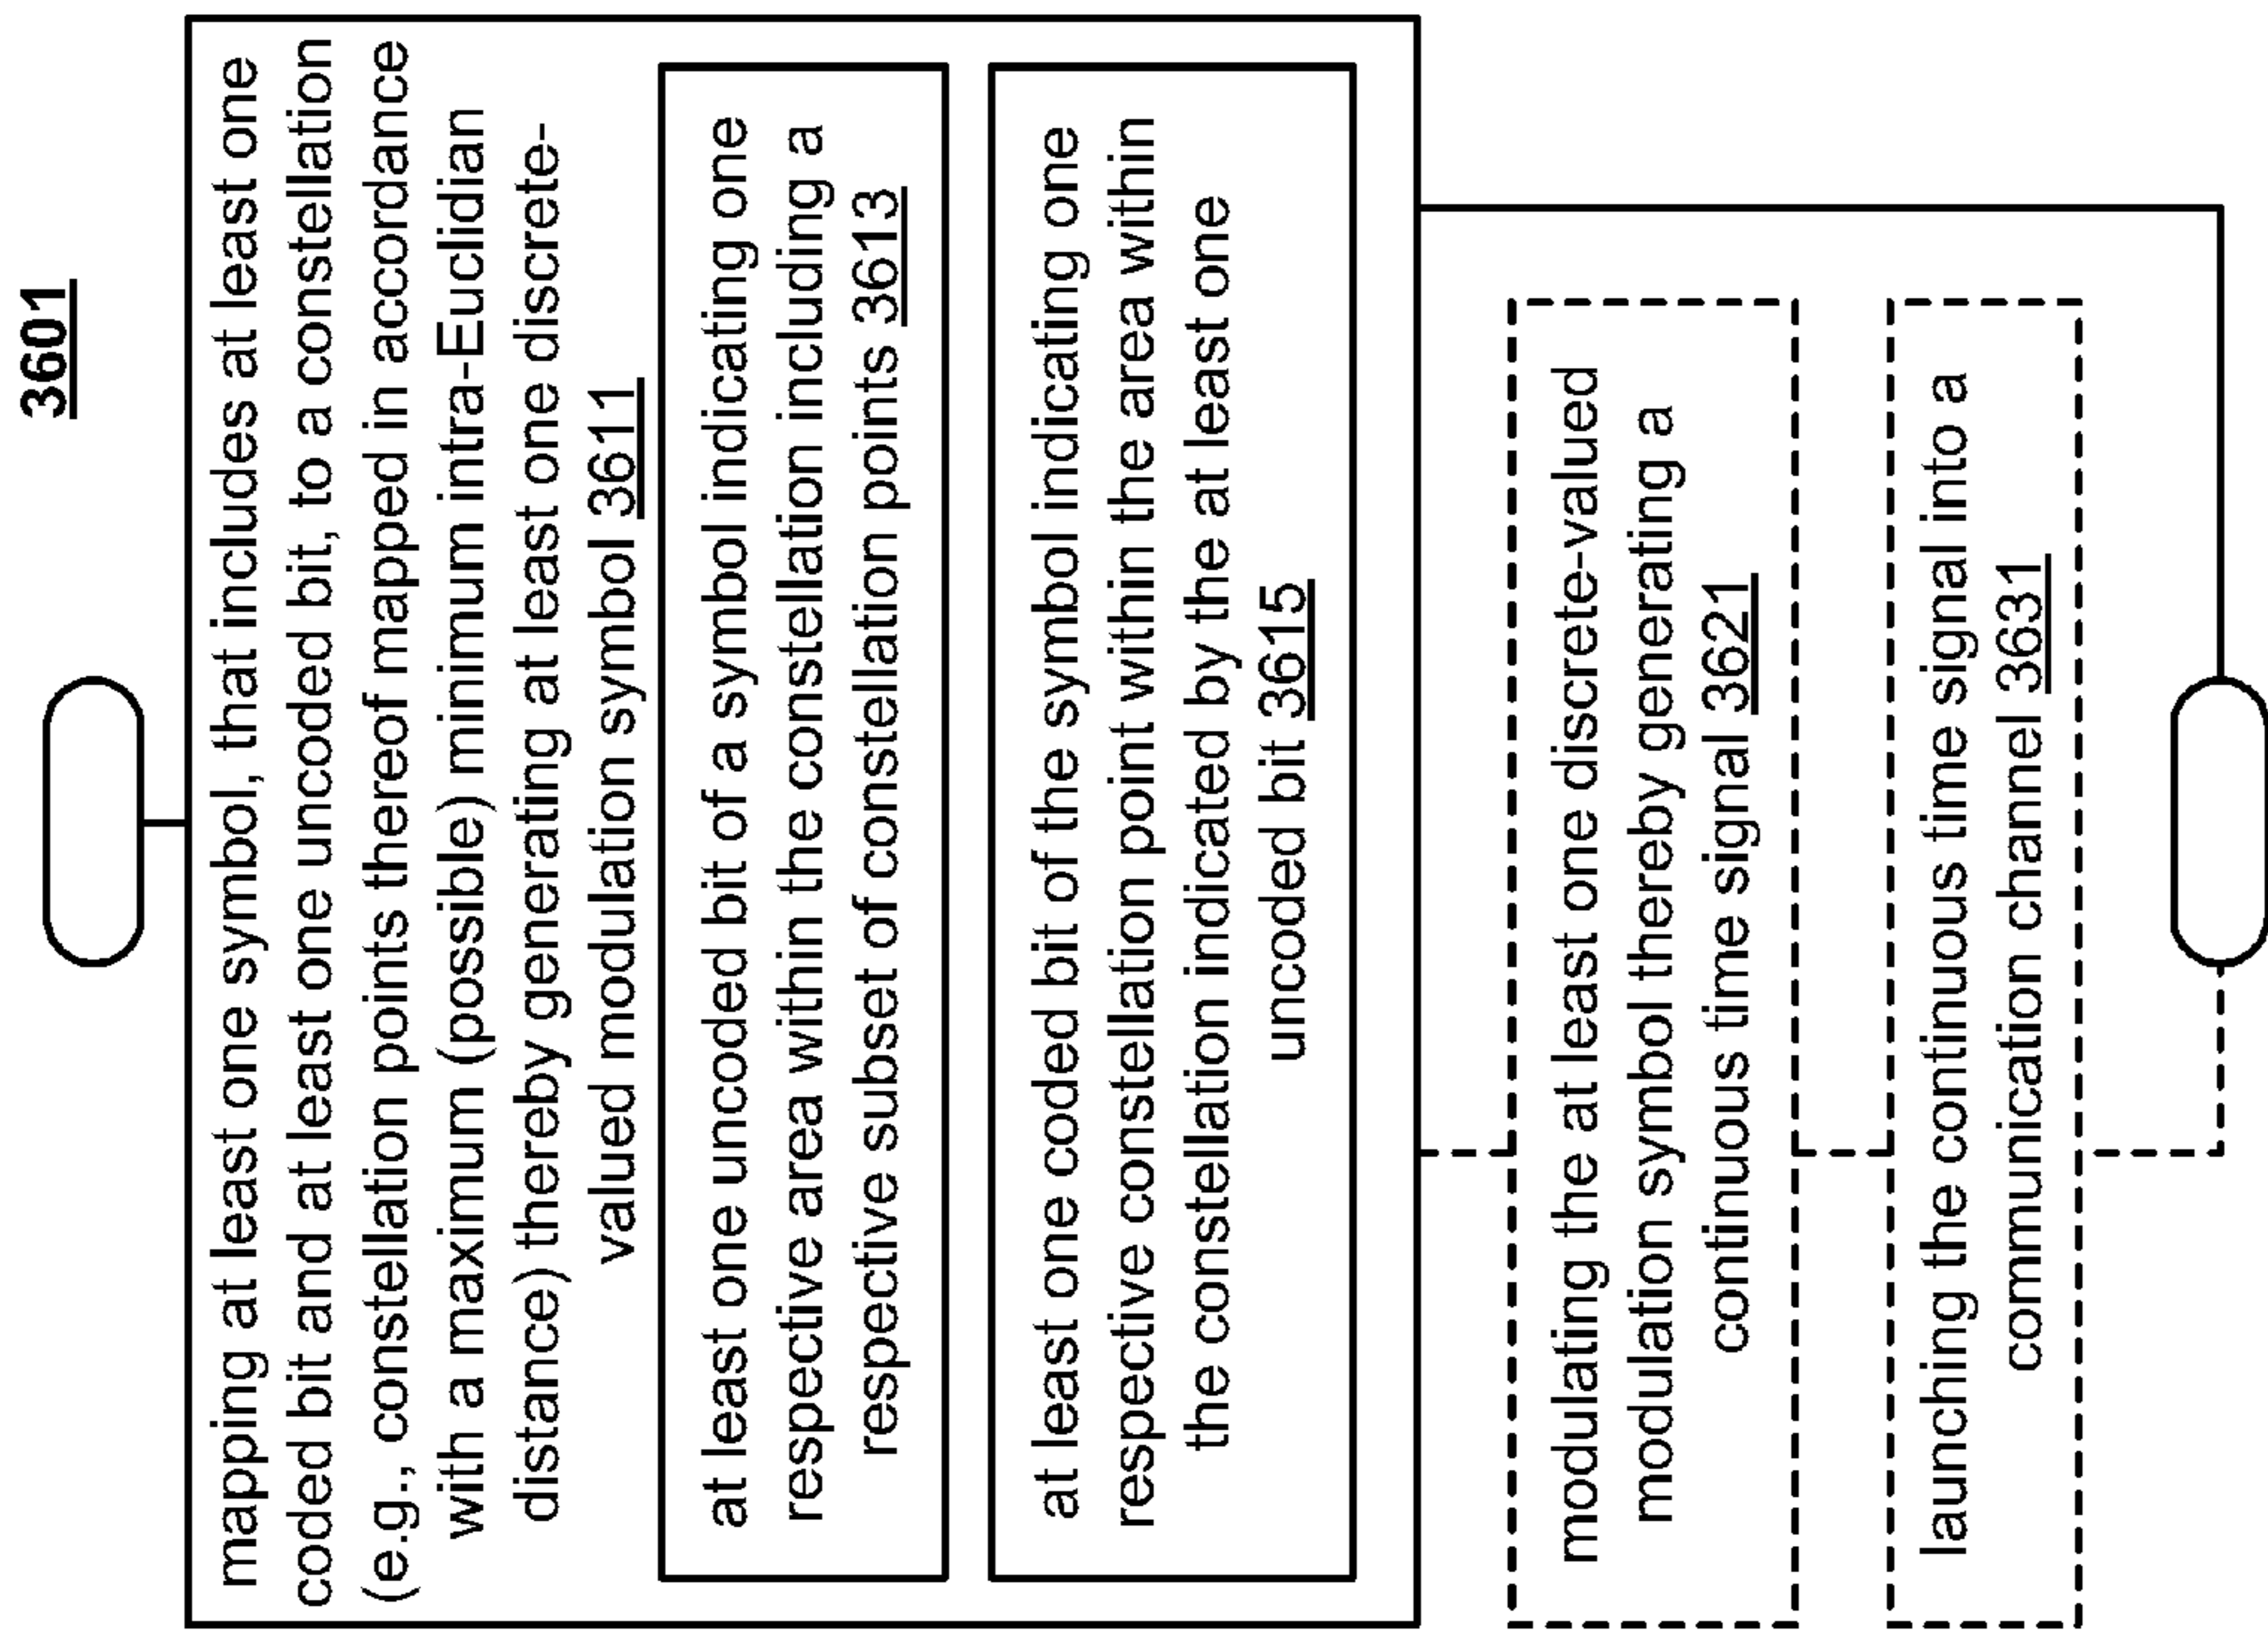 3601
mapping at least one symbol, that includes at least one
coded bit and at least one uncoded bit, to a constellation
(e.g., constellation points thereof mapped in accordance
with a maximum (possible) minimum intra-Euclidian
distance) thereby generating at least one discrete-
valued modulation symbol 3611
at least one uncoded bit of a symbol indicating one
respective area within the constellation including a
respective subset of constellation points 3613
at least one coded bit of the symbol indicating one
respective constellation point within the area within
the constellation indicated by the at least one
uncoded bit 3615
modulating the at least one discrete-valued
modulation symbol thereby generating a
continuous time signal 3621
launching the continuous time signal into a
communication channel 3631